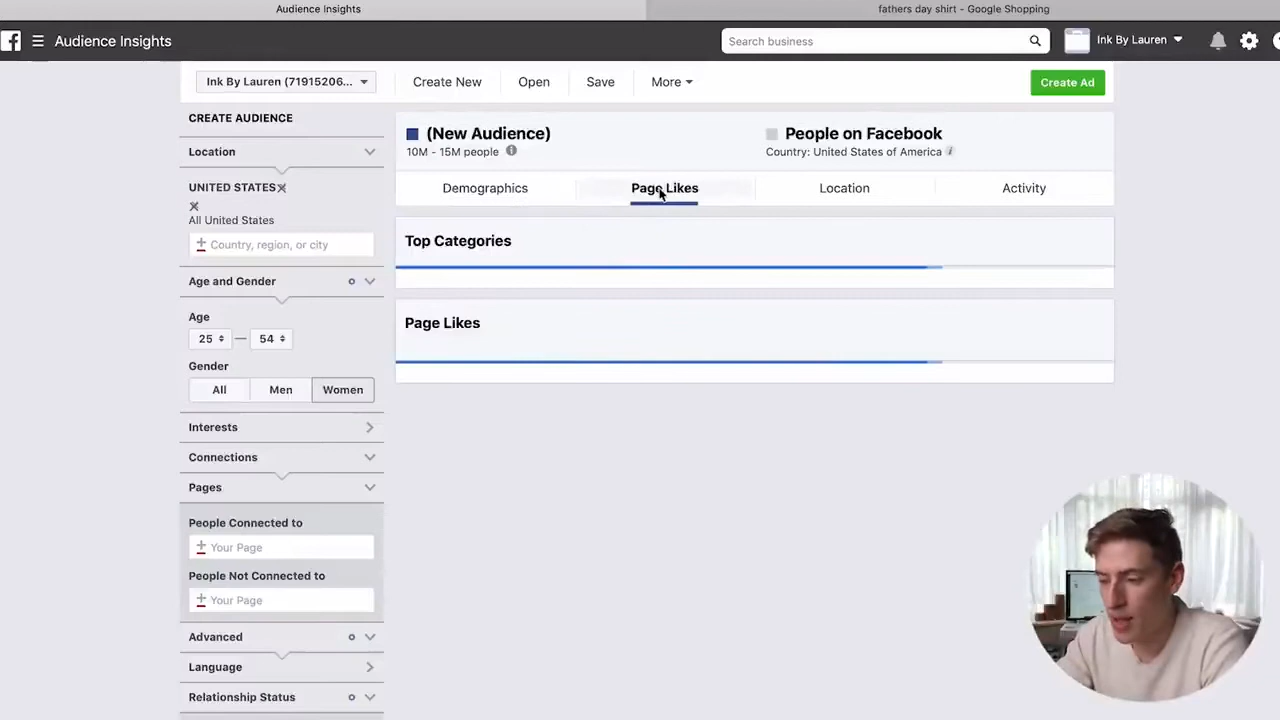 Audience Insights
fathers day shirt - Google Shopping
Audience Insights
Search business
Ink By Lauren
Ink By Lauren (71915206...
Create New
Open
Save
More
Create Ad
CREATE AUDIENCE
Location
UNITED STATES
All United States
Country, region, or city
Age and Gender
Age
25 — 54
Gender
All
Men
Women
Interests
Connections
Pages
People Connected to
Your Page
People Not Connected to
Your Page
Advanced
Language
Relationship Status
(New Audience)
10M - 15M people
People on Facebook
Country: United States of America
Demographics
Page Likes
Location
Activity
Top Categories
Page Likes